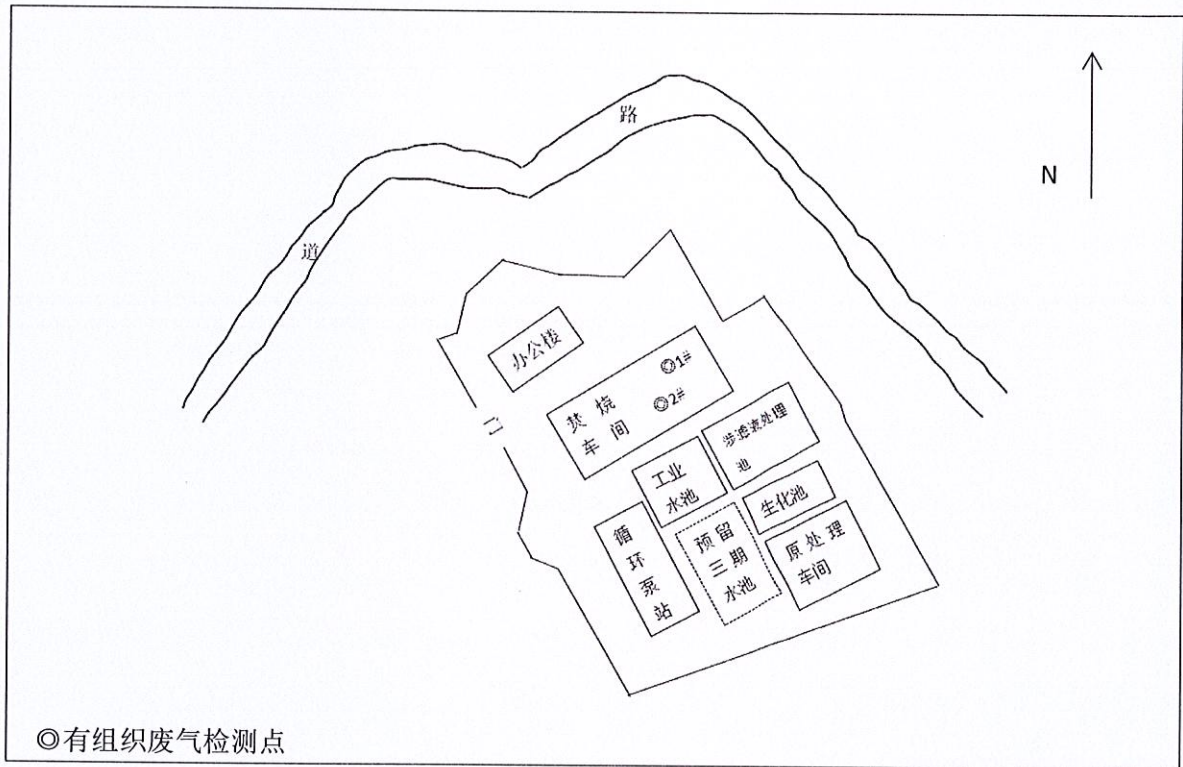 路
N
道
办公楼
◎1#
◎2#
焚烧
车间
渗滤液处理
池
工业
水池
生化池
循
环
泵
站
预留
三期
水池
原处理
车间
门
◎有组织废气检测点